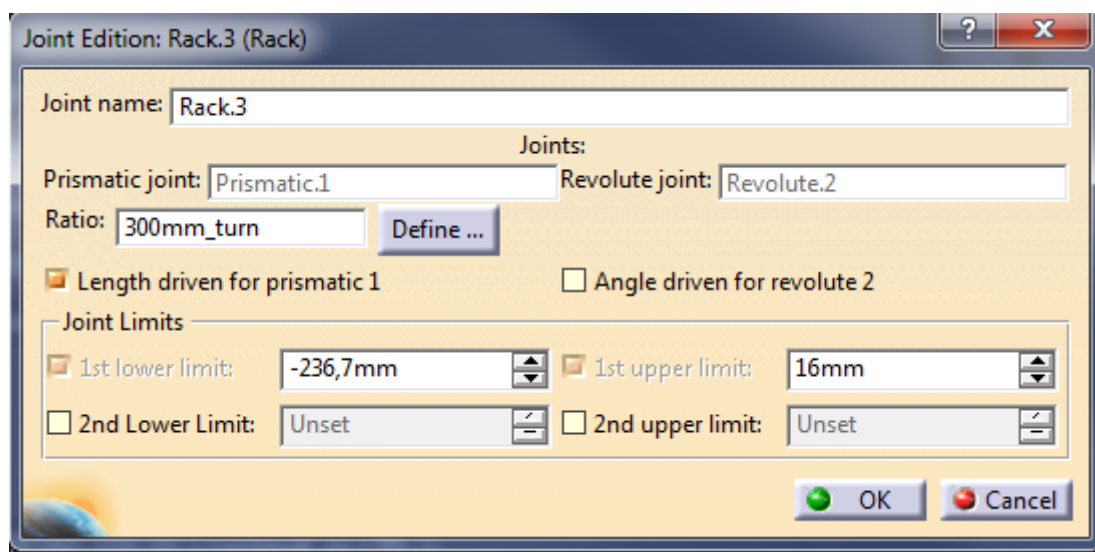 Joint Edition: Rack.3 (Rack)
Joint name: Rack.3
Joints:
Prismatic joint: Prismatic.1 Revolute joint: Revolute.2
Ratio: 300mm_turn Define ...
Length driven for prismatic 1 Angle driven for revolute 2
Joint Limits
1st lower limit: -236,7mm 1st upper limit: 16mm
2nd Lower Limit: Unset 2nd upper limit: Unset
OK Cancel